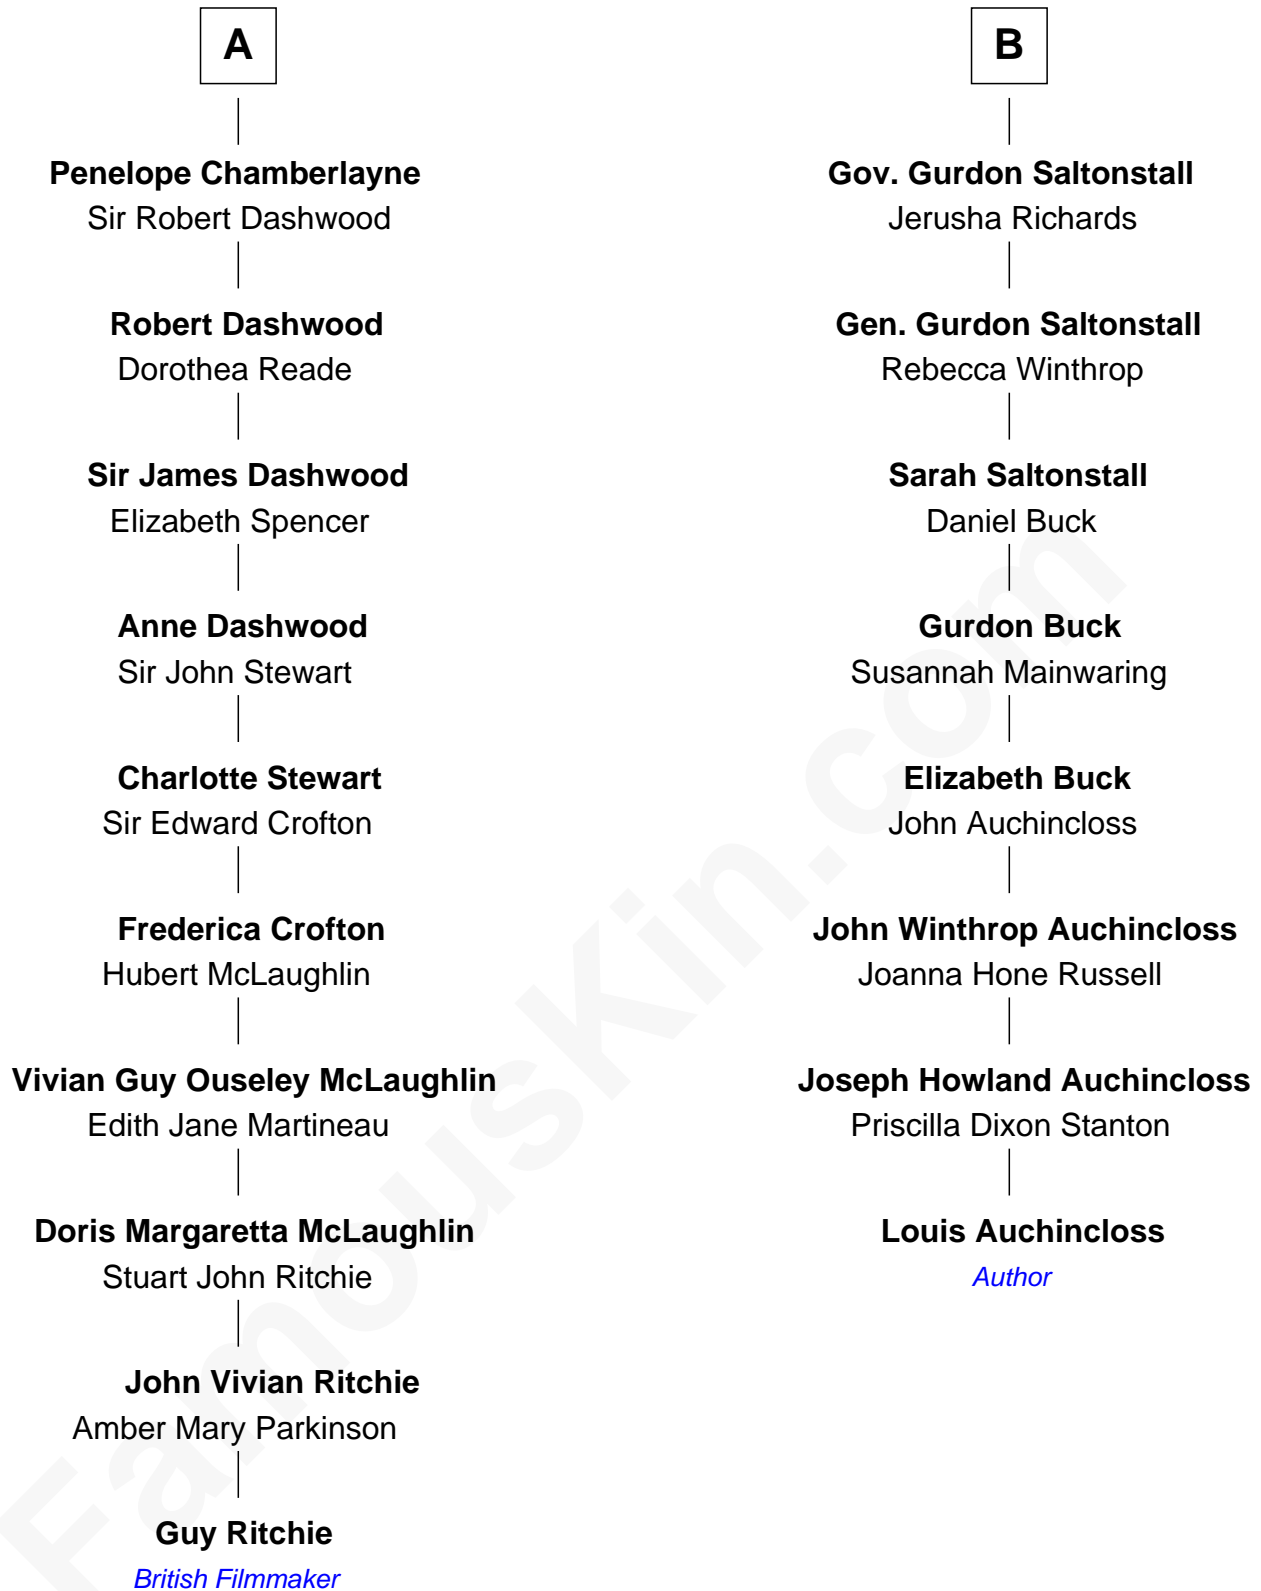 A
Penelope Chamberlayne
Sir Robert Dashwood
Robert Dashwood
Dorothea Reade
Sir James Dashwood
Elizabeth Spencer
Anne Dashwood
Sir John Stewart
Charlotte Stewart
Sir Edward Crofton
Frederica Crofton
Hubert McLaughlin
Vivian Guy Ouseley McLaughlin
Edith Jane Martineau
Doris Margaretta McLaughlin
Stuart John Ritchie
John Vivian Ritchie
Amber Mary Parkinson
Guy Ritchie
British Filmmaker
B
Gov. Gurdon Saltonstall
Jerusha Richards
Gen. Gurdon Saltonstall
Rebecca Winthrop
Sarah Saltonstall
Daniel Buck
Gurdon Buck
Susannah Mainwaring
Elizabeth Buck
John Auchincloss
John Winthrop Auchincloss
Joanna Hone Russell
Joseph Howland Auchincloss
Priscilla Dixon Stanton
Louis Auchincloss
Author
FamousKin.com